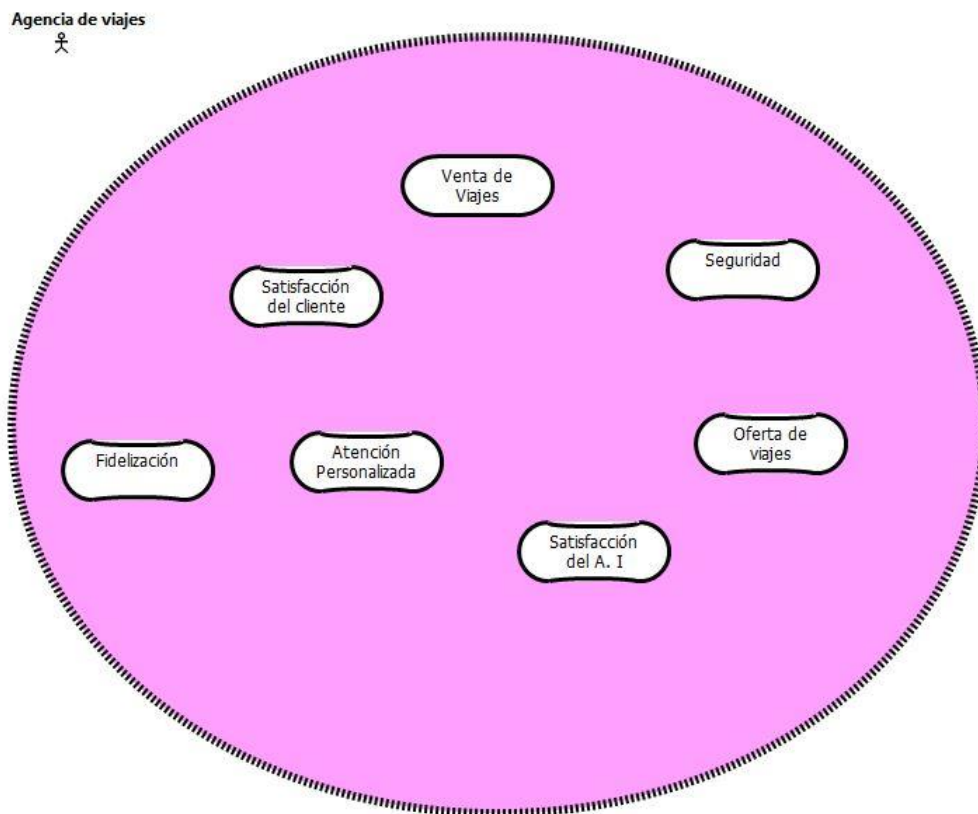 Agencia de viajes
Venta de
Viajes
Seguridad
Satisfacción
del cliente
Oferta de
viajes
Fidelización
Atención
Personalizada
Satisfacción
del A. I